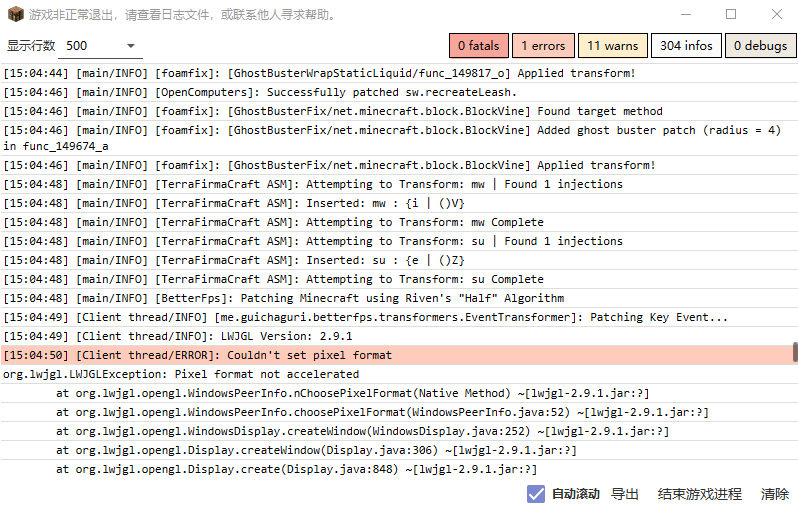 游戏非正常退出，请查看日志文件，或联系他人寻求帮助。
显示行数 500 0 fatals 1 errors 11 warns 304 infos 0 debugs
[15:04:44] [main/INFO] [foamfix]: [GhostBusterWrapStaticLiquid/func_149817_o] Applied transform!
[15:04:46] [main/INFO] [OpenComputers]: Successfully patched sw.recreateLeash.
[15:04:46] [main/INFO] [foamfix]: [GhostBusterFix/net.minecraft.block.BlockVine] Found target method
[15:04:46] [main/INFO] [foamfix]: [GhostBusterFix/net.minecraft.block.BlockVine] Added ghost buster patch (radius = 4)
in func_149674_a
[15:04:46] [main/INFO] [foamfix]: [GhostBusterFix/net.minecraft.block.BlockVine] Applied transform!
[15:04:48] [main/INFO] [TerraFirmaCraft ASM]: Attempting to Transform: mw | Found 1 injections
[15:04:48] [main/INFO] [TerraFirmaCraft ASM]: Inserted: mw : {i | ()V}
[15:04:48] [main/INFO] [TerraFirmaCraft ASM]: Attempting to Transform: mw Complete
[15:04:48] [main/INFO] [TerraFirmaCraft ASM]: Attempting to Transform: su | Found 1 injections
[15:04:48] [main/INFO] [TerraFirmaCraft ASM]: Inserted: su : {e | ()Z}
[15:04:48] [main/INFO] [TerraFirmaCraft ASM]: Attempting to Transform: su Complete
[15:04:48] [main/INFO] [BetterFps]: Patching Minecraft using Riven's "Half" Algorithm
[15:04:49] [Client thread/INFO] [me.guichaguri.betterfps.transformers.EventTransformer]: Patching Key Event...
[15:04:49] [Client thread/INFO]: LWJGL Version: 2.9.1
[15:04:50] [Client thread/ERROR]: Couldn't set pixel format
org.lwjgl.LWJGLException: Pixel format not accelerated
at org.lwjgl.opengl.WindowsPeerInfo.nChoosePixelFormat(Native Method) ~[lwjgl-2.9.1.jar:?]
at org.lwjgl.opengl.WindowsPeerInfo.choosePixelFormat(WindowsPeerInfo.java:52) ~[lwjgl-2.9.1.jar:?]
at org.lwjgl.opengl.WindowsDisplay.createWindow(WindowsDisplay.java:252) ~[lwjgl-2.9.1.jar:?]
at org.lwjgl.opengl.Display.createWindow(Display.java:306) ~[lwjgl-2.9.1.jar:?]
at org.lwjgl.opengl.Display.create(Display.java:848) ~[lwjgl-2.9.1.jar:?]
自动滚动 导出 结束游戏进程 清除